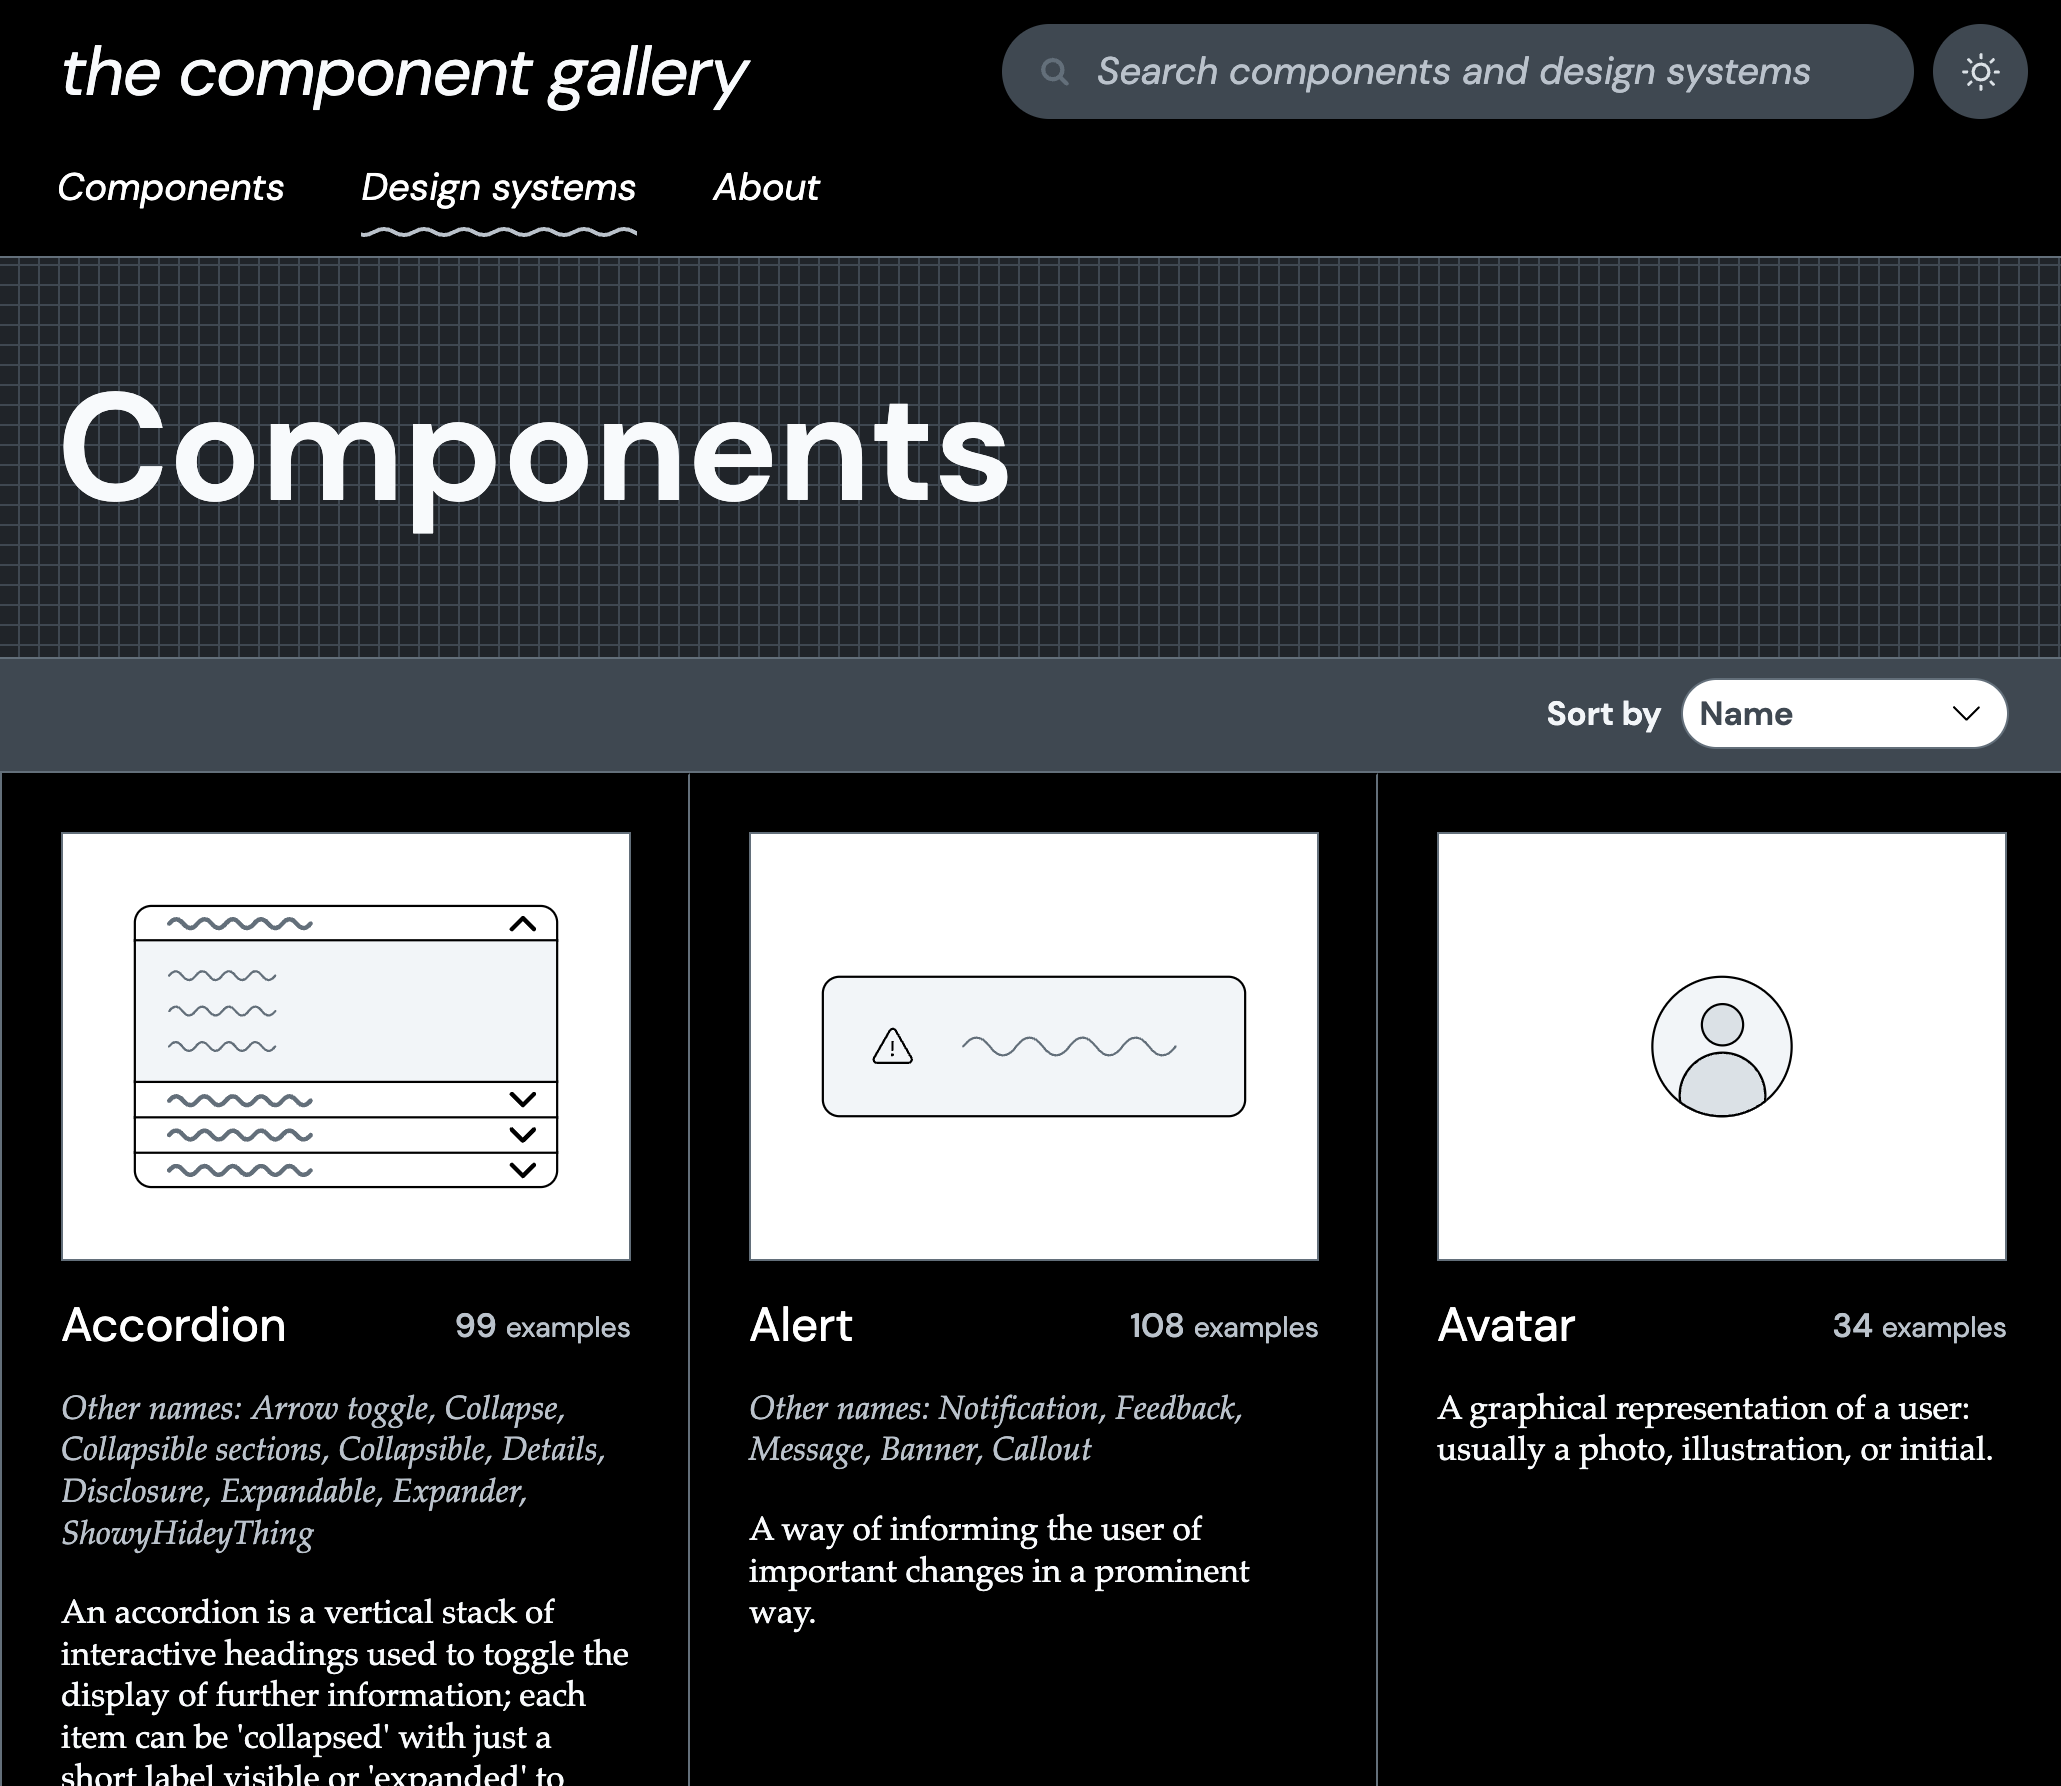 the component gallery
Search components and design systems
Components
Design systems
About
Components
Sort by
Name
Accordion
99 examples
Other names: Arrow toggle, Collapse,
Collapsible sections, Collapsible, Details,
Disclosure, Expandable, Expander,
ShowyHideyThing
An accordion is a vertical stack of
interactive headings used to toggle the
display of further information; each
item can be 'collapsed' with just a
short label visible or 'expanded' to
Alert
108 examples
Other names: Notification, Feedback,
Message, Banner, Callout
A way of informing the user of
important changes in a prominent
way.
Avatar
34 examples
A graphical representation of a user:
usually a photo, illustration, or initial.